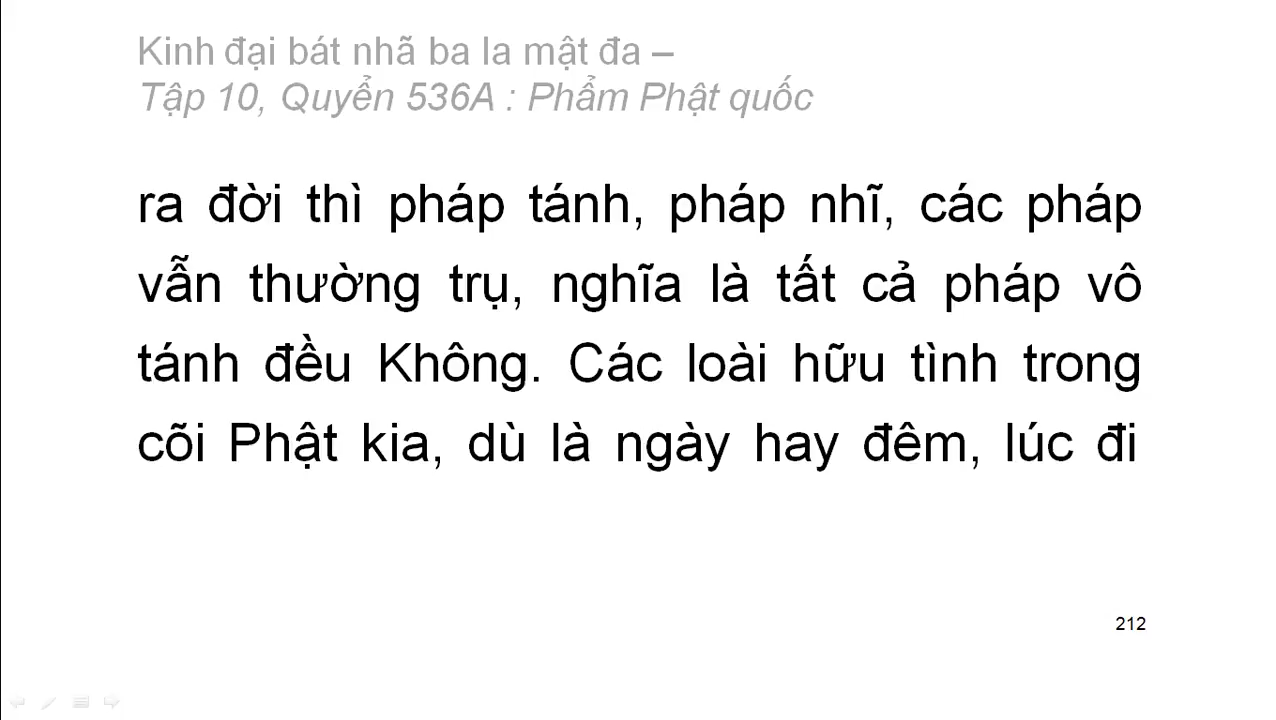 Kinh đại bát nhã ba la mật đa –
Tập 10, Quyển 536A : Phẩm Phật quốc
ra đời thì pháp tánh, pháp nhĩ, các pháp
vẫn thường trụ, nghĩa là tất cả pháp vô
tánh đều Không. Các loài hữu tình trong
cõi Phật kia, dù là ngày hay đêm, lúc đi
212